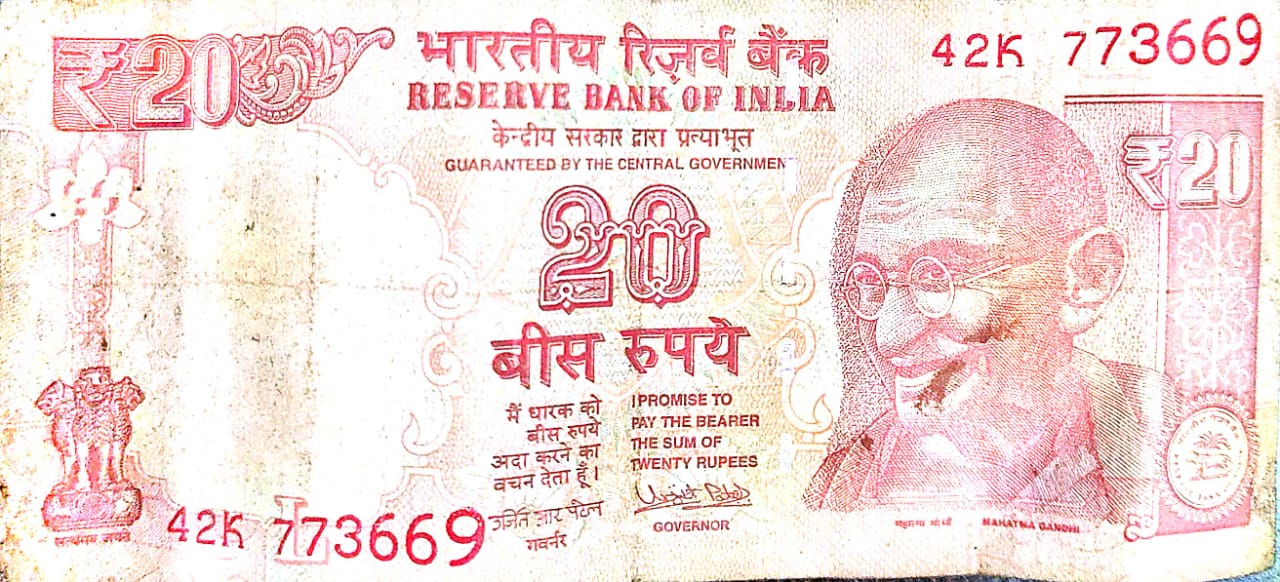 ₹20
भारतीय रिज़र्व बैंक
RESERVE BANK OF INDIA
42K 773669
केन्द्रीय सरकार द्वारा प्रत्याभूत
GUARANTEED BY THE CENTRAL GOVERNMEN
₹20
20
बीस रुपये
मैं धारक को
बीस रुपये
अदा करने का
वचन देता हूँ।
I PROMISE TO
PAY THE BEARER
THE SUM OF
TWENTY RUPEES
उर्जित आर पटेल
गवर्नर
GOVERNOR
सत्यमेव जयते
42K 773669
L
महात्मा गांधी
MAHATMA GANDHI